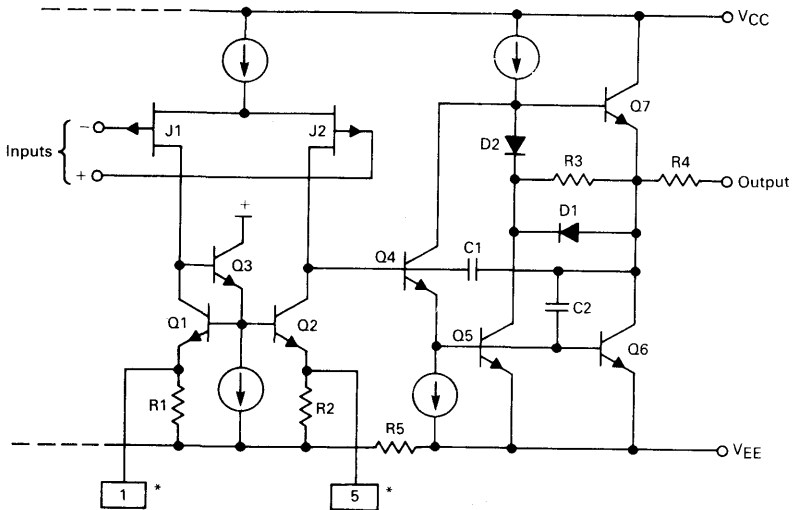 VCC
Q7
J1
J2
Inputs
−
+
D2
R3
R4
Output
D1
+
Q3
Q4
C1
C2
Q1
Q2
Q5
Q6
R1
R2
R5
VEE
1 *
5 *